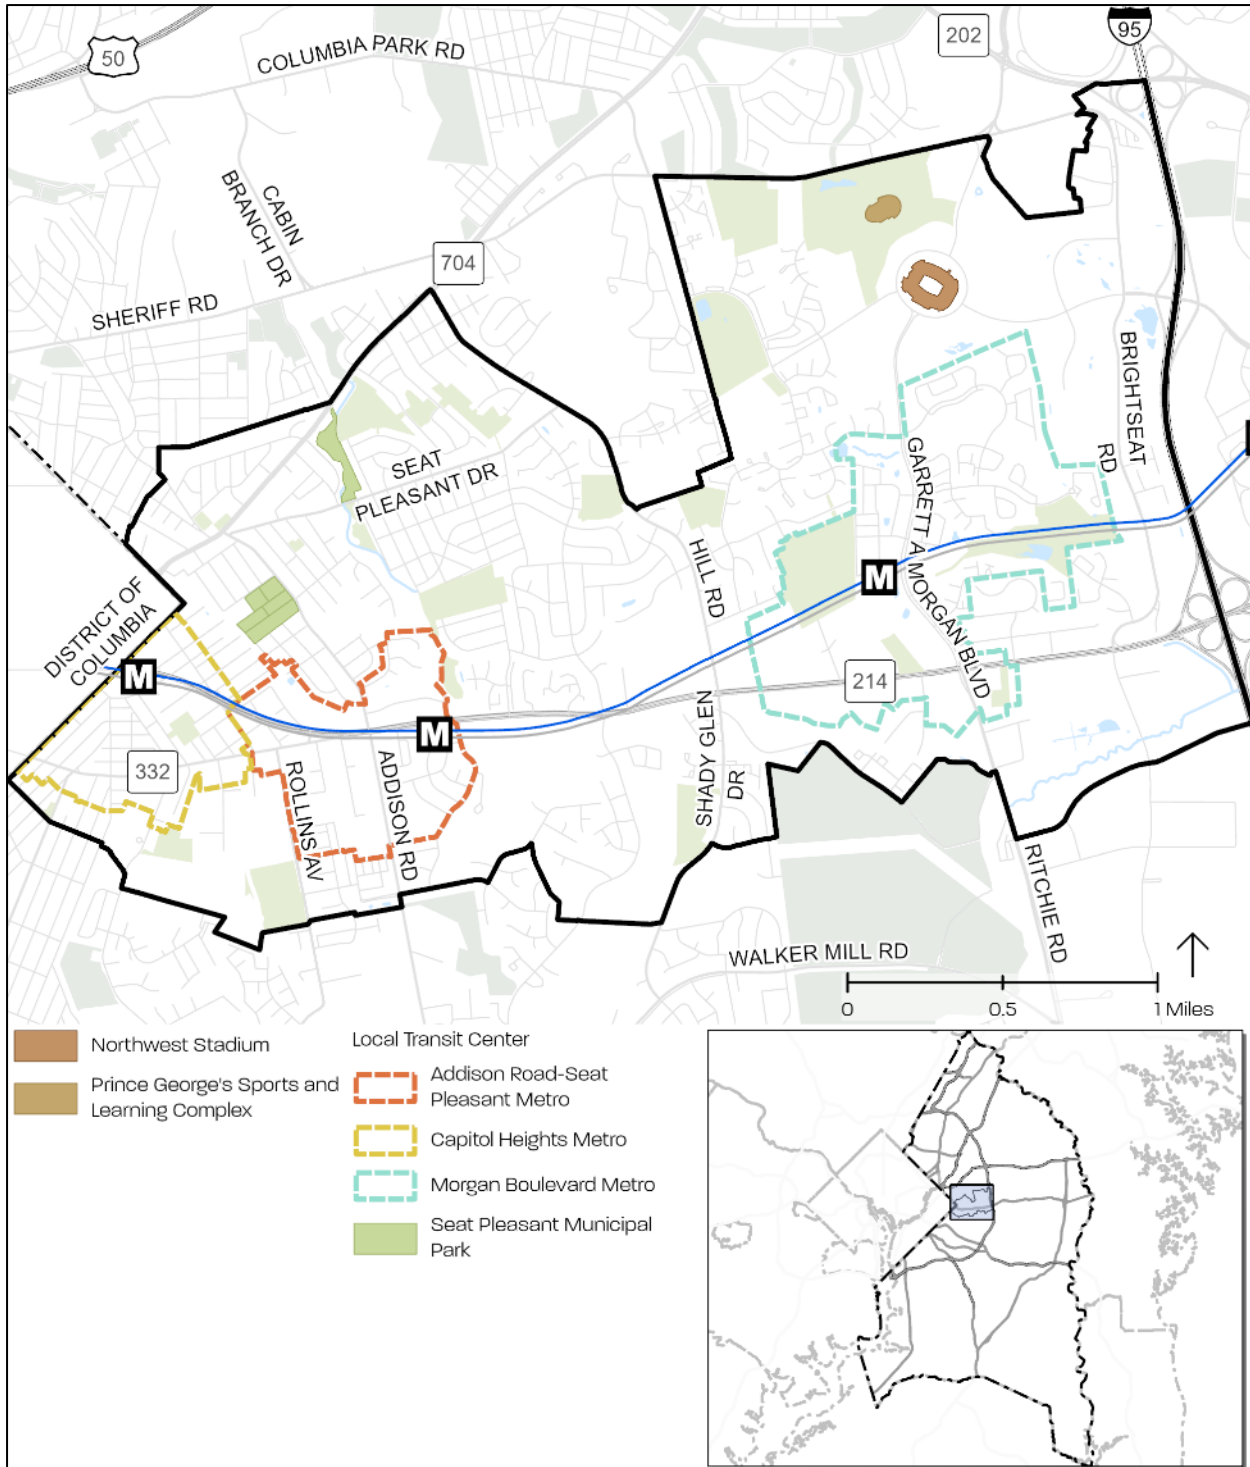 202
95
50
COLUMBIA PARK RD
CABIN
BRANCH DR
704
SHERIFF RD
BRIGHTSEAT
RD
SEAT
PLEASANT DR
GARRETT A MORGAN BLVD
HILL RD
M
DISTRICT OF
COLUMBIA
M
214
M
SHADY GLEN
DR
332
ROLLINS AV
ADDISON RD
RITCHIE RD
WALKER MILL RD
0 0.5 1 Miles
Northwest Stadium
Prince George's Sports and
Learning Complex
Local Transit Center
Addison Road-Seat
Pleasant Metro
Capitol Heights Metro
Morgan Boulevard Metro
Seat Pleasant Municipal
Park